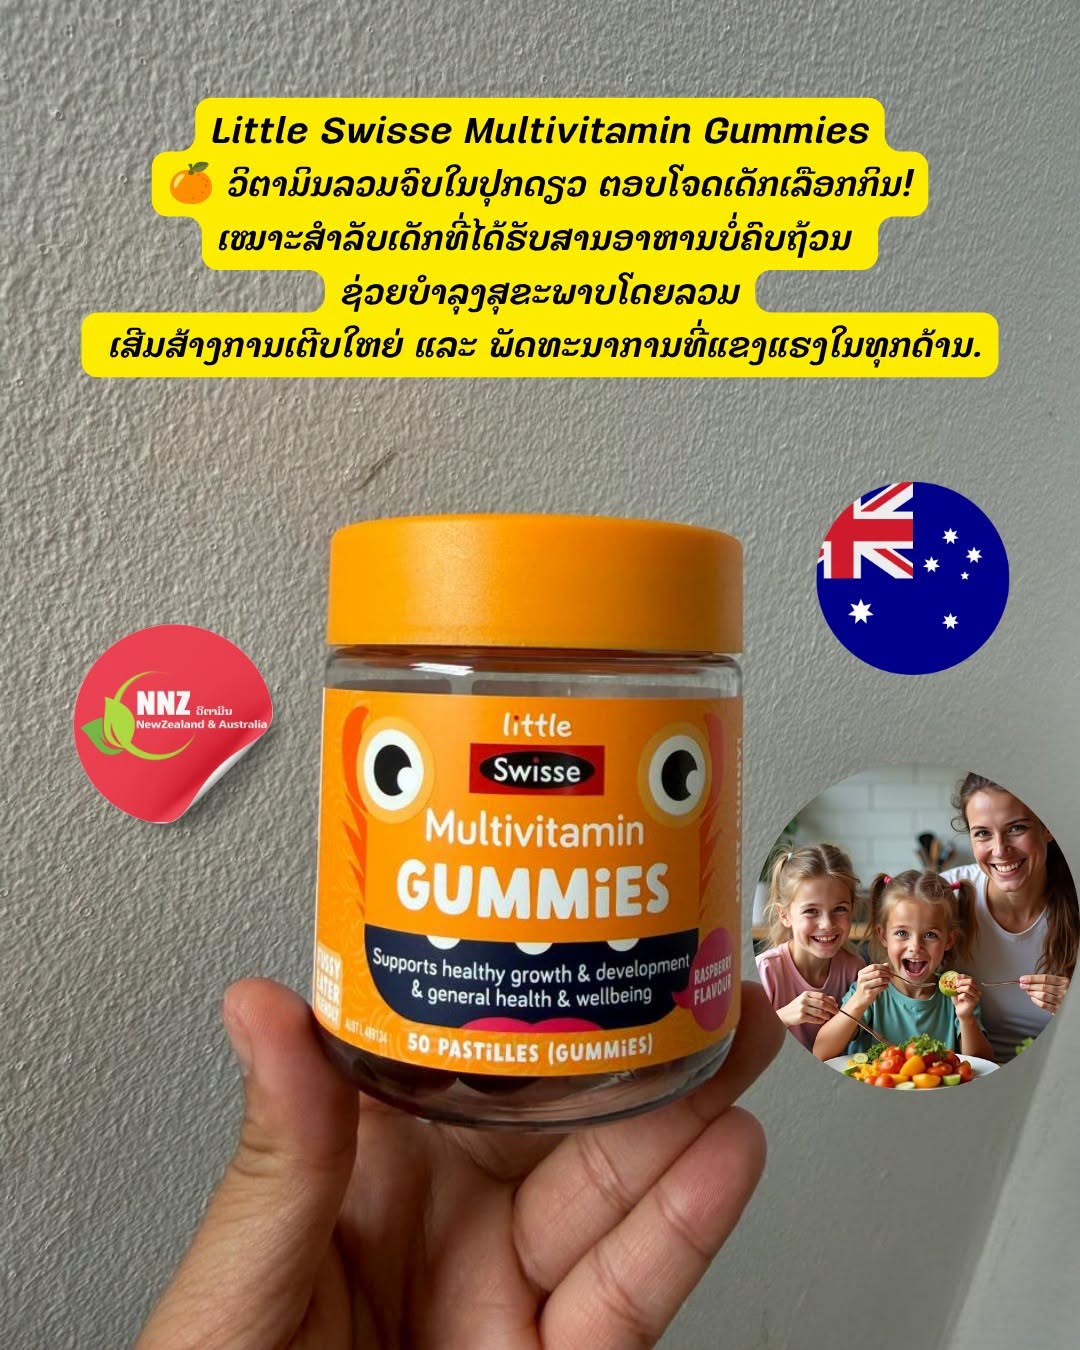 Little Swisse Multivitamin Gummies
🍊 ວິຕາມິນລວມຈົບໃນປຸກດຽວ ຕອບໂຈດເດັກເລືອກກິນ!
ເໝາະສຳລັບເດັກທີ່ໄດ້ຮັບສານອາຫານບໍ່ຄົບຖ້ວນ
ຊ່ວຍບຳລຸງສຸຂະພາບໂດຍລວມ
ເສີມສ້າງການເຕີບໃຫຍ່ ແລະ ພັດທະນາການທີ່ແຂງແຮງໃນທຸກດ້ານ.
NNZ ວິຕາມິນ
NewZealand & Australia
little
Swisse
Multivitamin
GUMMiES
Supports healthy growth & development
& general health & wellbeing
RASPBERRY
FLAVOUR
FUSSY
EATER
FRIENDLY
AUST L 499134
50 PASTiLLES (GUMMiES)